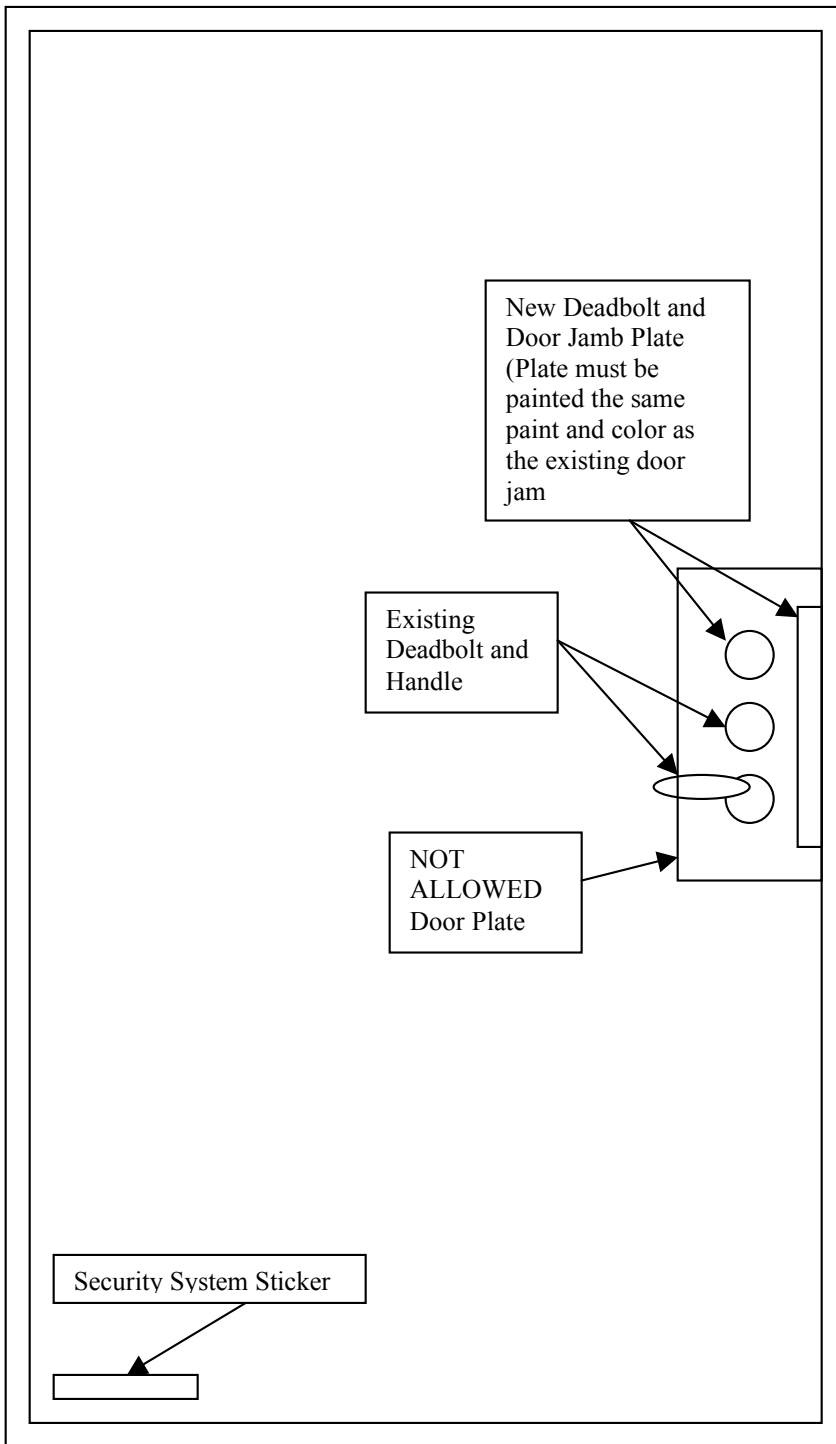 New Deadbolt and
Door Jamb Plate
(Plate must be
painted the same
paint and color as
the existing door
jam
Existing
Deadbolt and
Handle
NOT
ALLOWED
Door Plate
Security System Sticker